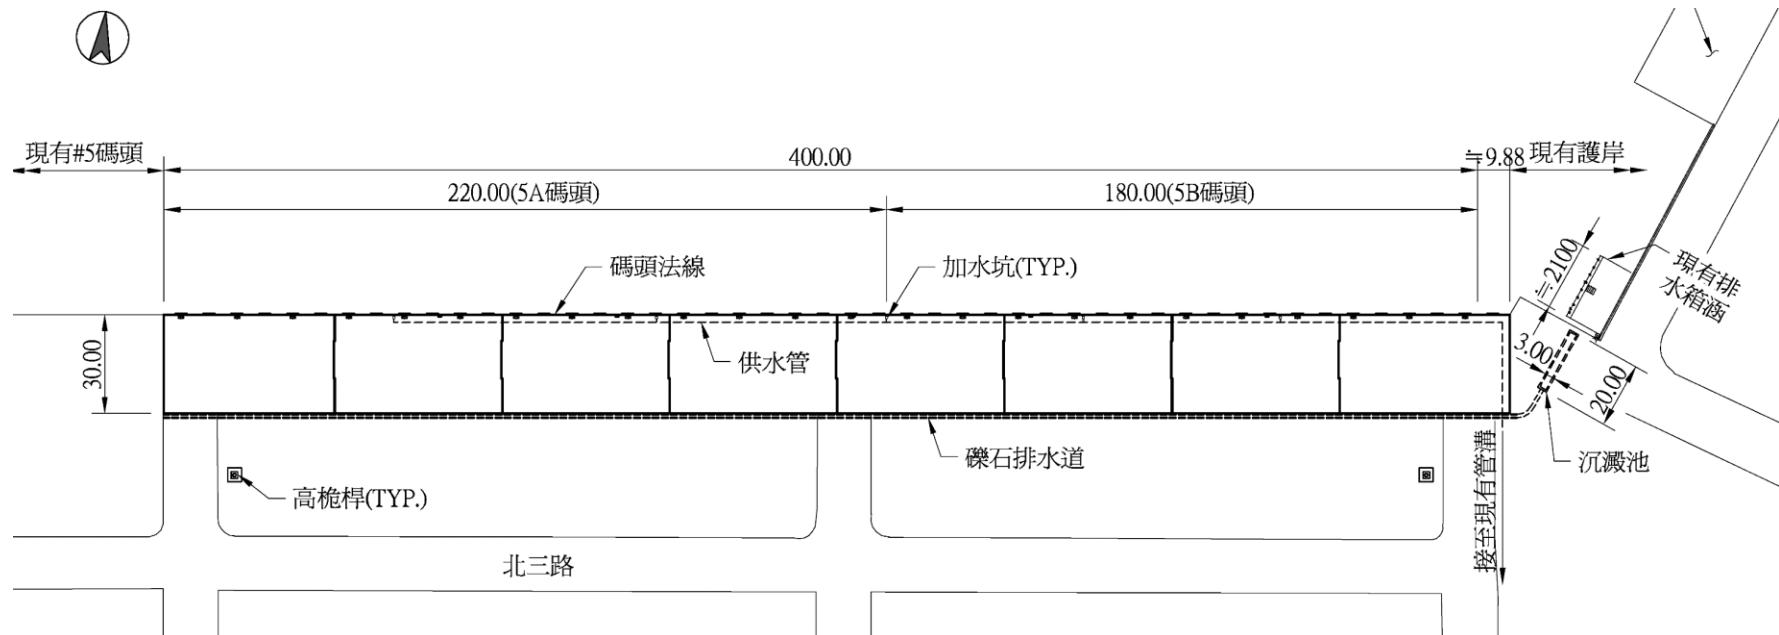 現有#5碼頭
400.00
≒9.88
現有護岸
220.00(5A碼頭)
180.00(5B碼頭)
碼頭法線
加水坑(TYP.)
≒2100
現有排
水箱涵
30.00
供水管
3.00
20.00
礫石排水道
沉澱池
高桅桿(TYP.)
接至現有管溝
北三路